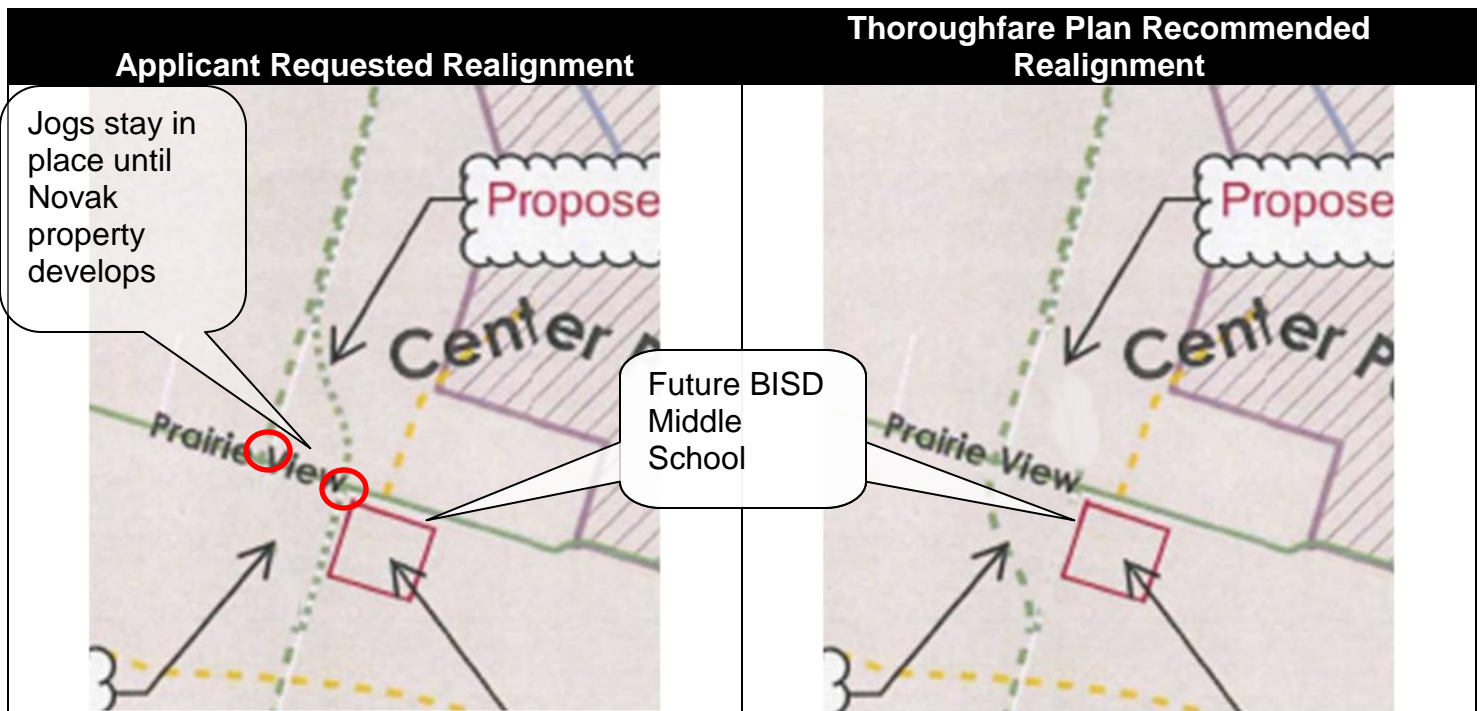 Applicant Requested Realignment
Thoroughfare Plan Recommended
Realignment
Jogs stay in
place until
Novak
property
develops
Propose
Center P
Prairie View
Future BISD
Middle
School
Propose
Center P
Prairie View